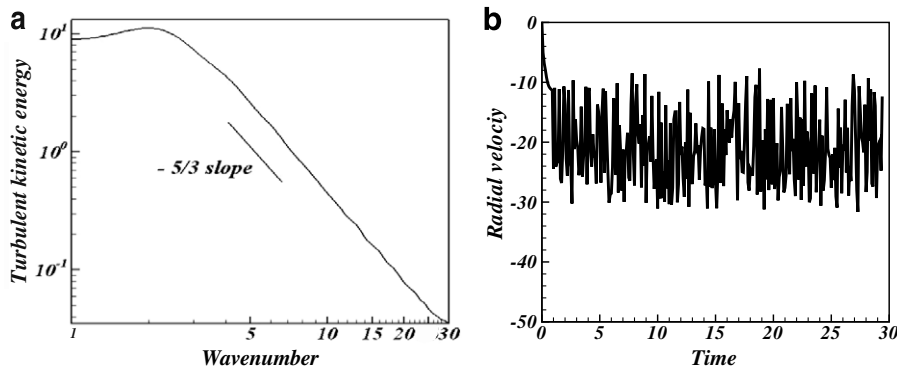 a
Turbulent kinetic energy
10^1
10^0
10^-1
- 5/3 slope
1 5 10 15 20 30
Wavenumber
b
Radial velociy
0
-10
-20
-30
-40
-50
0 5 10 15 20 25 30
Time